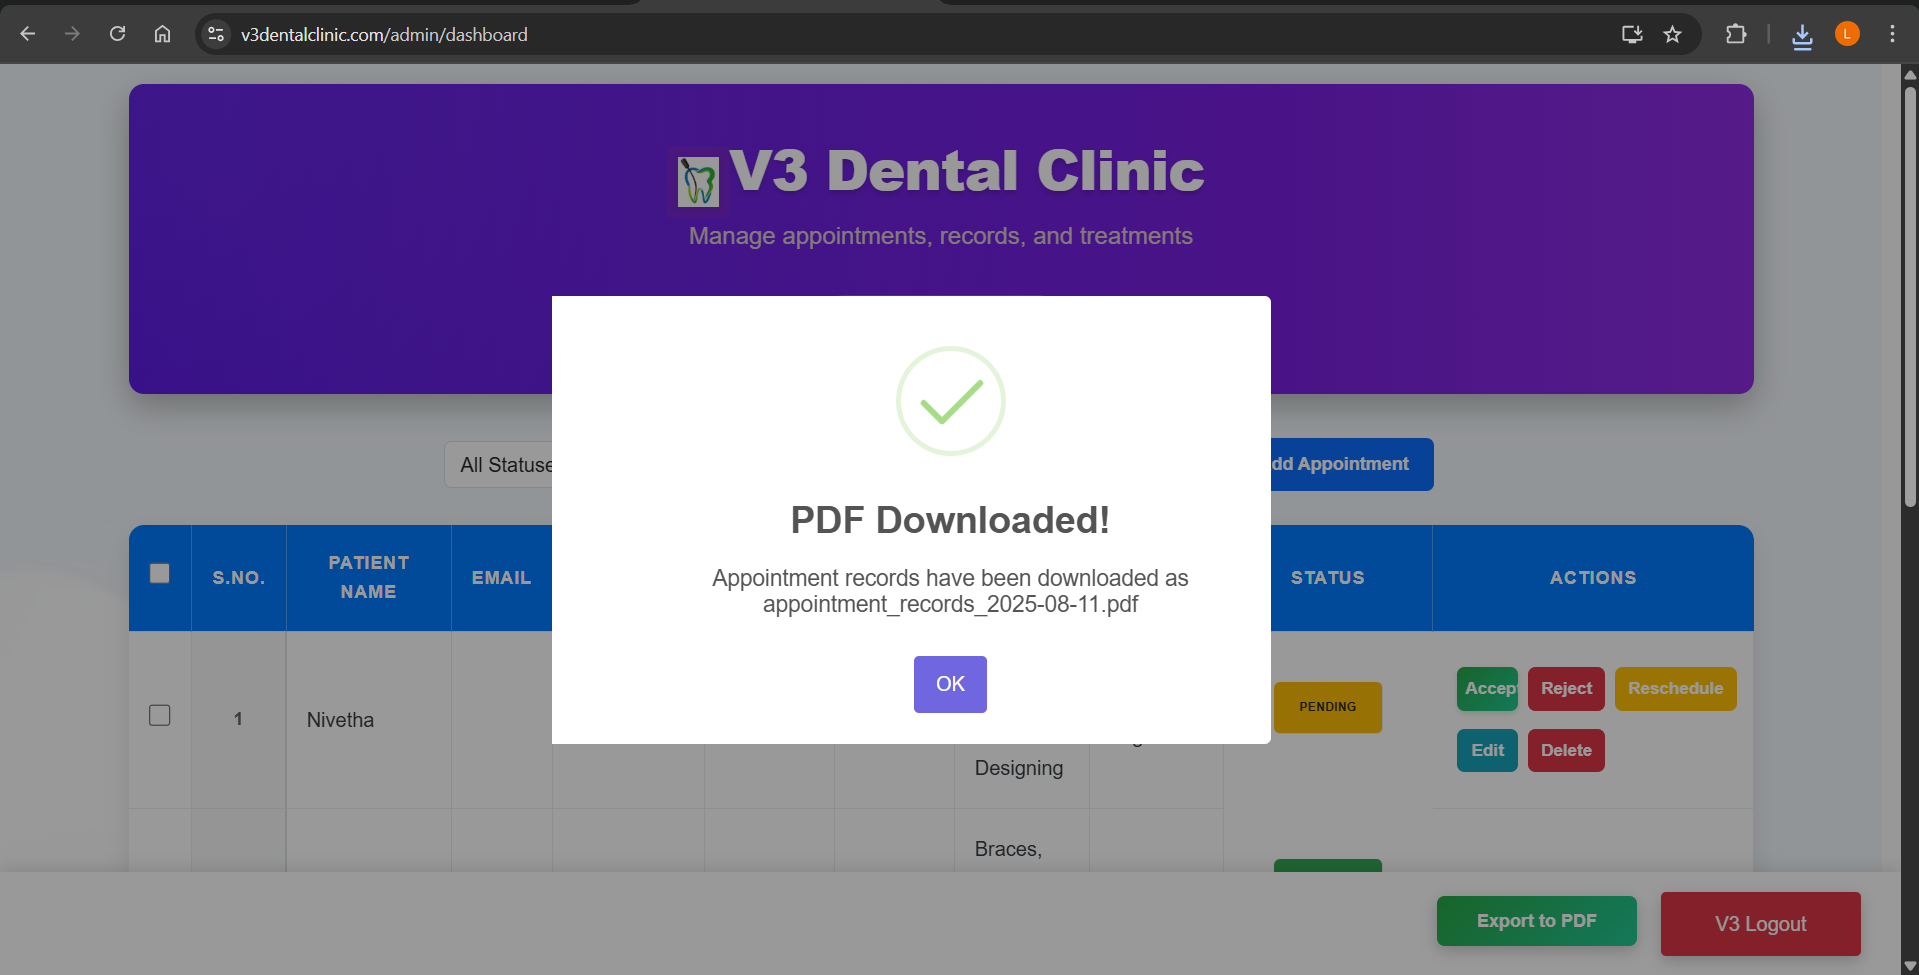 v3dentalclinic.com/admin/dashboard
L
V3 Dental Clinic
Manage appointments, records, and treatments
All Statuse
dd Appointment
PDF Downloaded!
Appointment records have been downloaded as
appointment_records_2025-08-11.pdf
OK
S.NO.
PATIENT
NAME
EMAIL
STATUS
ACTIONS
1
Nivetha
Designing
PENDING
Accep
Reject
Reschedule
Edit
Delete
Braces,
Export to PDF
V3 Logout